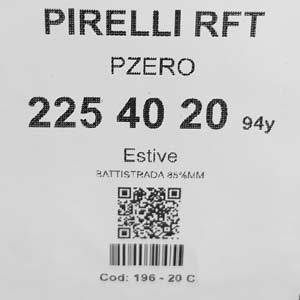 PIRELLI RFT
PZERO
225 40 20 94y
Estive
BATTISTRADA 85%MM
Cod: 196 - 20 C